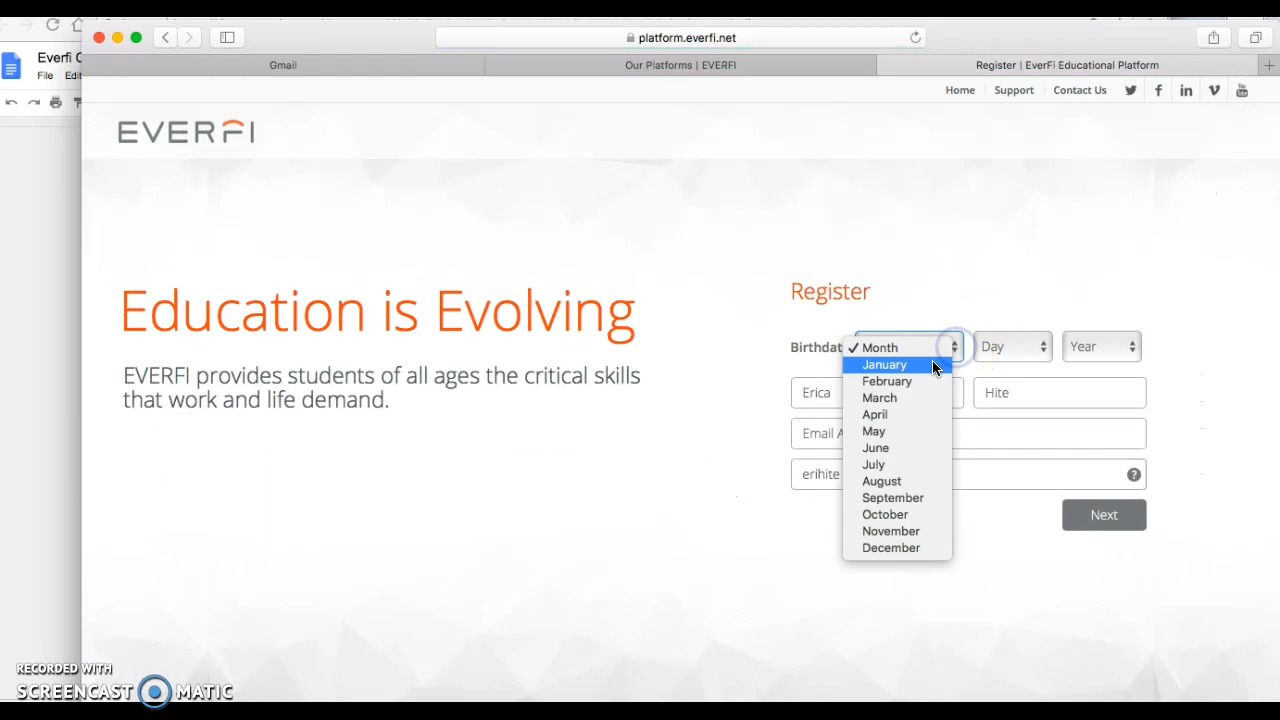 Everfi C
File Edi
platform.everfi.net
Gmail
Our Platforms | EVERFI
Register | EverFi Educational Platform
Home
Support
Contact Us
You
EVERFI
Education is Evolving
EVERFI provides students of all ages the critical skills
that work and life demand.
Register
Birthdat
✓ Month
Day
Year
January
February
March
April
May
June
July
August
September
October
November
December
Erica
Hite
Email A
erihite
?
Next
RECORDED WITH
SCREENCAST MATIC